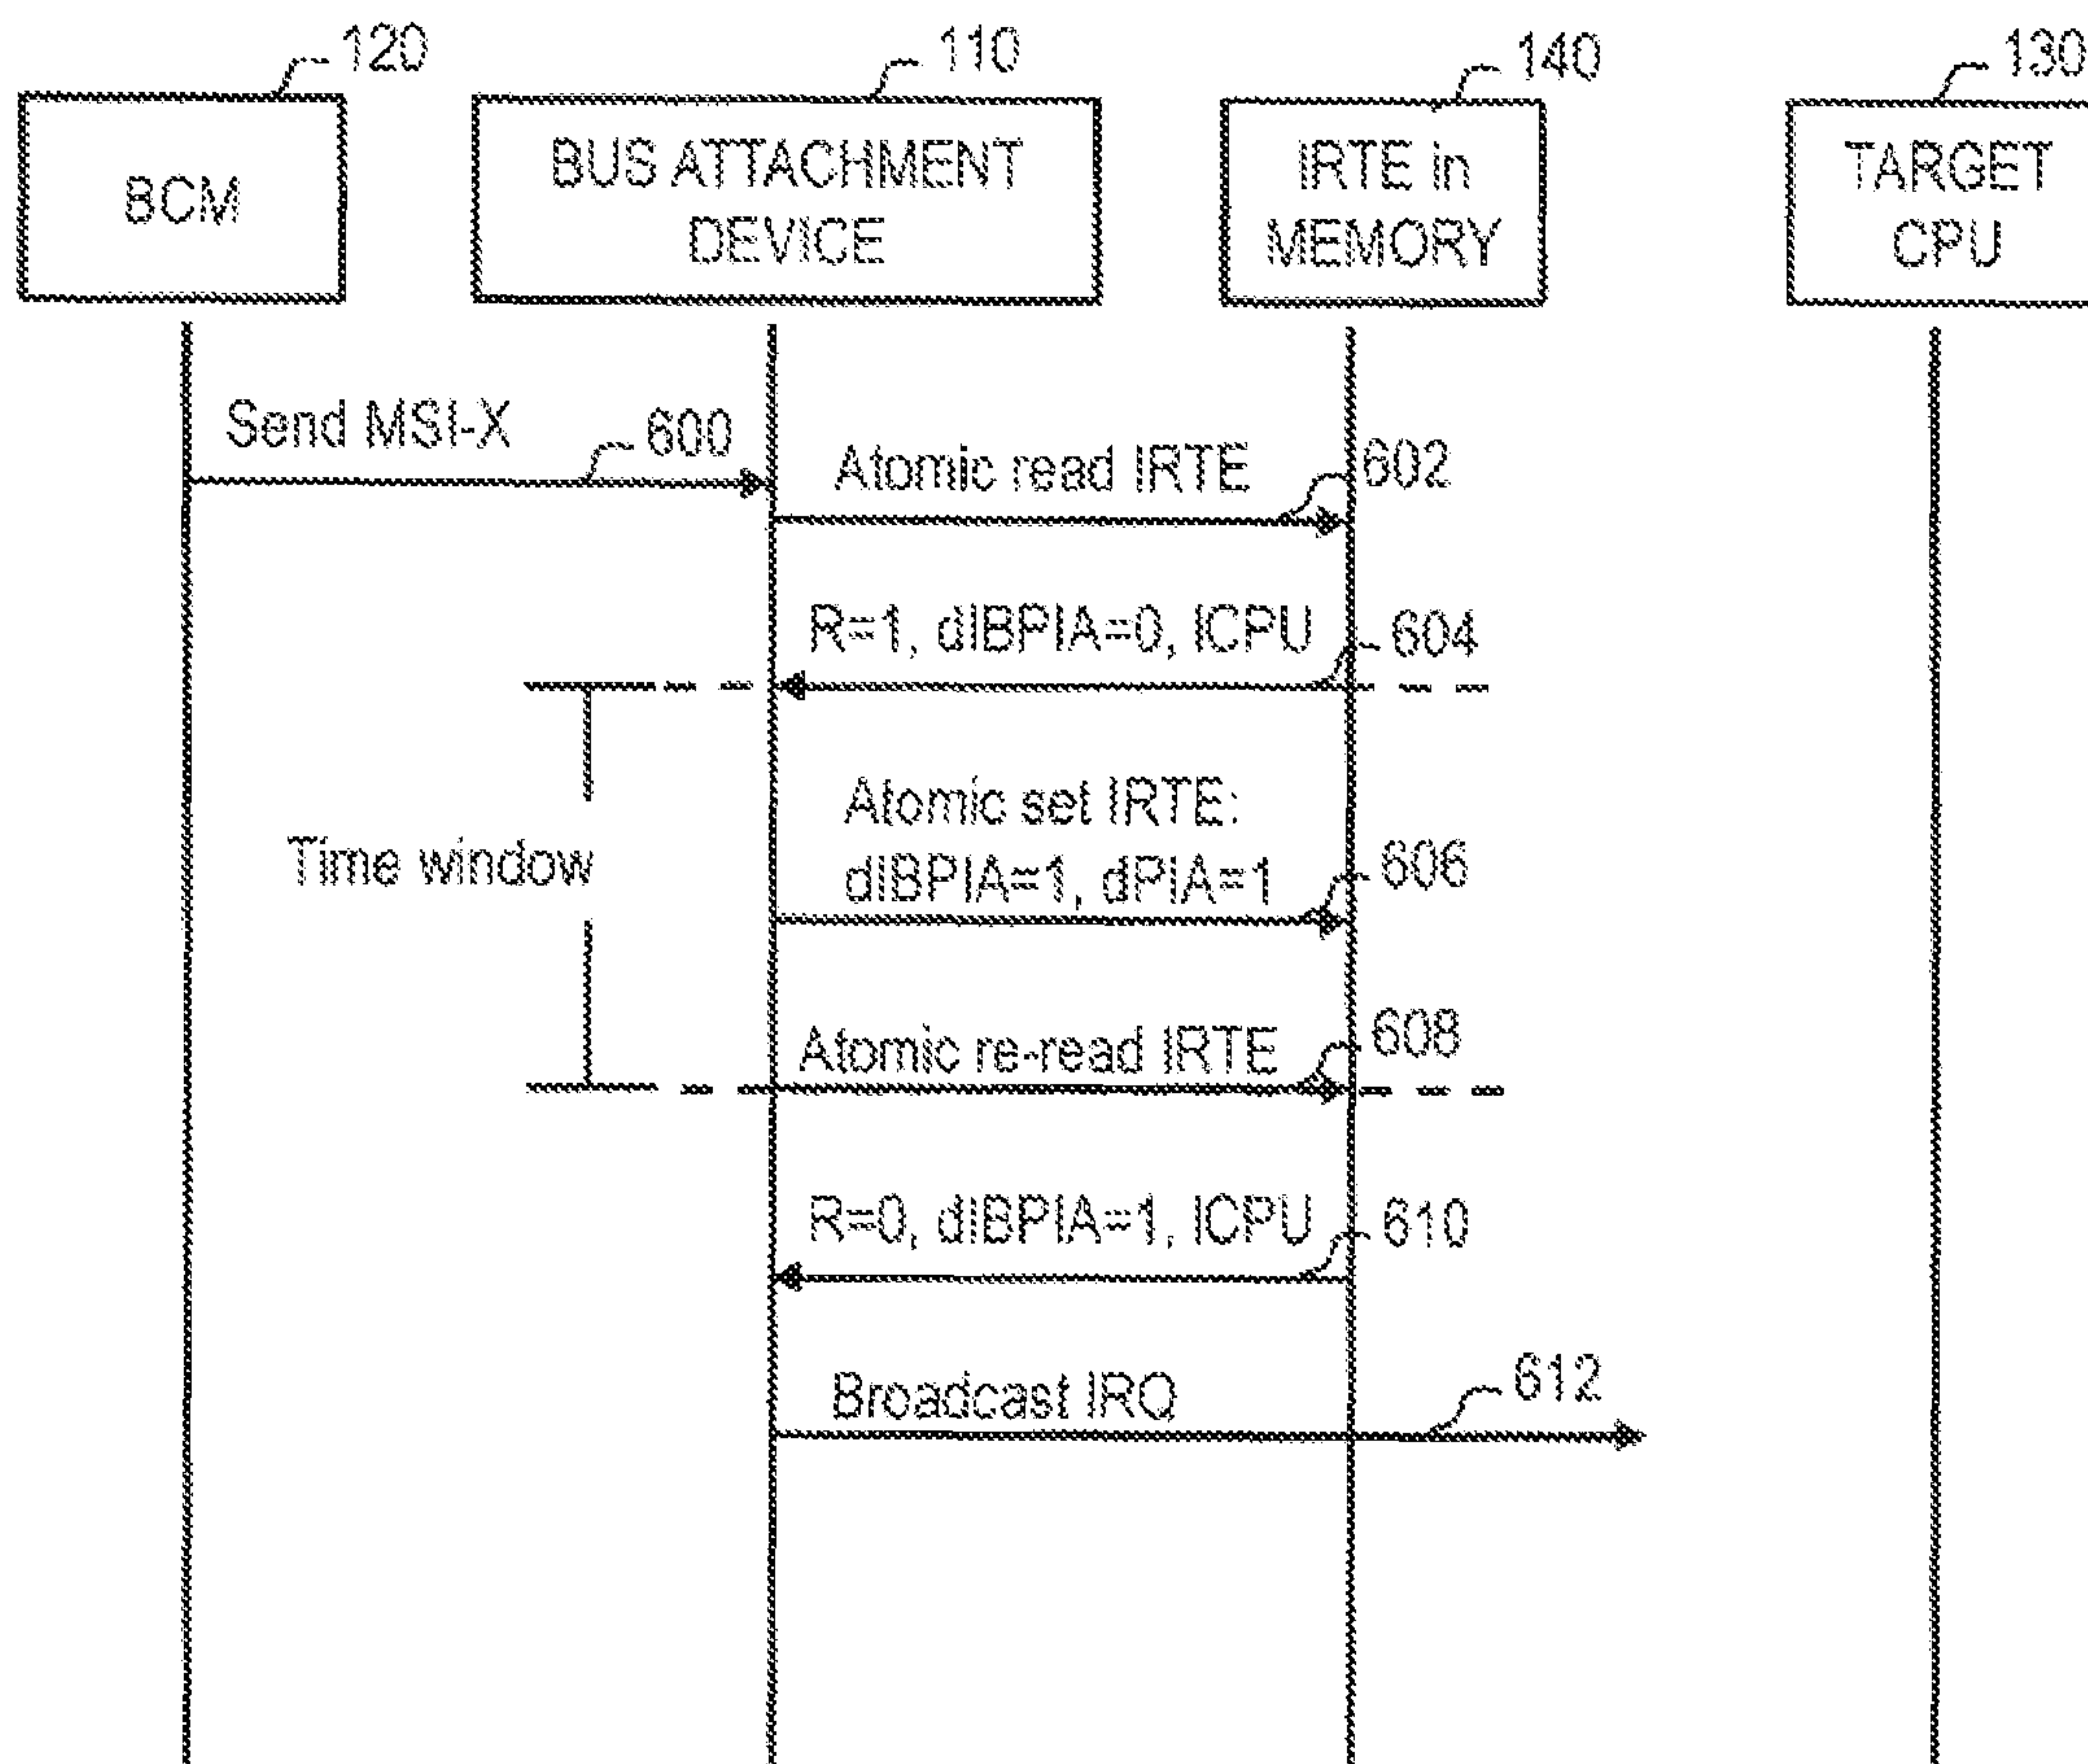 120
110
140
130
BCM
BUS ATTACHMENT
DEVICE
IRTE in
MEMORY
TARGET
CPU
Send MSI-X
600
Atomic read IRTE
602
R=1, dIBPIA=0, ICPU
604
Atomic set IRTE:
dIBPIA=1, dPIA=1
606
Time window
Atomic re-read IRTE
608
R=0, dIBPIA=1, ICPU
610
Broadcast IRQ
612